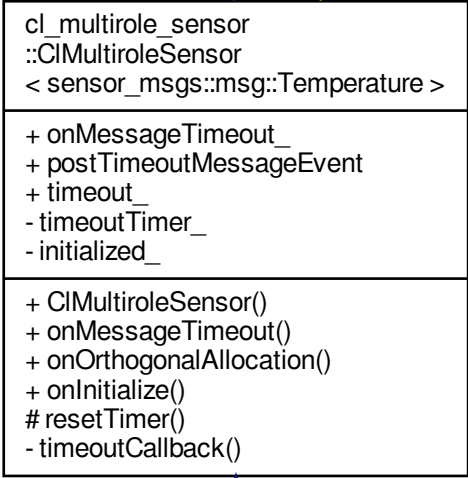 cl_multirole_sensor
::ClMultiroleSensor
< sensor_msgs::msg::Temperature >
+ onMessageTimeout_
+ postTimeoutMessageEvent
+ timeout_
- timeoutTimer_
- initialized_
+ ClMultiroleSensor()
+ onMessageTimeout()
+ onOrthogonalAllocation()
+ onInitialize()
# resetTimer()
- timeoutCallback()